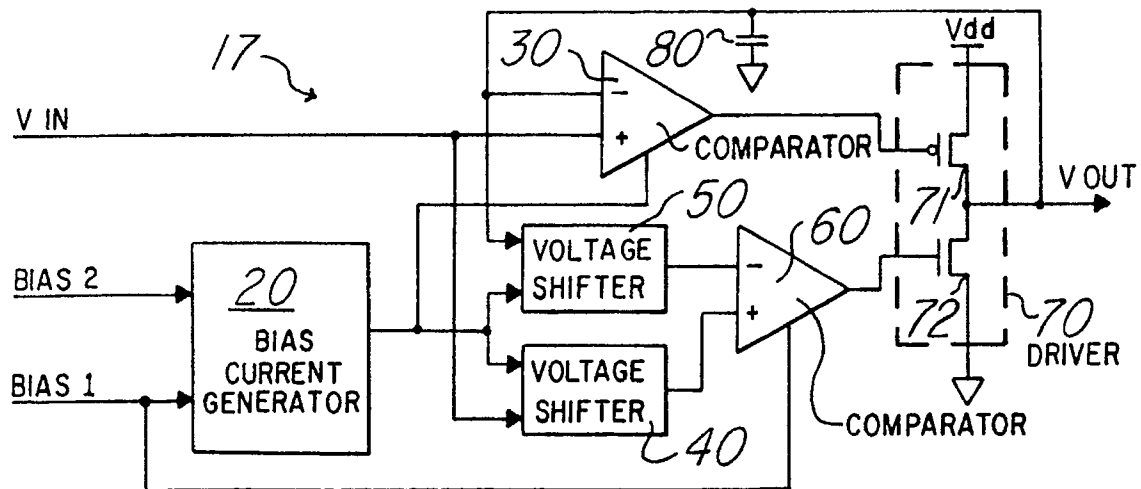 17
30
-
+
COMPARATOR
80
Vdd
V IN
71
V OUT
50
VOLTAGE
SHIFTER
60
-
+
COMPARATOR
BIAS 2
20
BIAS
CURRENT
GENERATOR
BIAS 1
VOLTAGE
SHIFTER
40
72
70
DRIVER